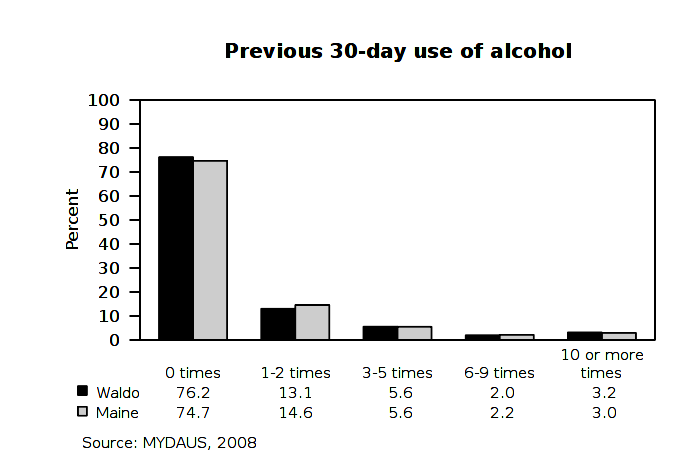 Previous 30-day use of alcohol
100
90
80
70
60
50
40
30
20
10
0
Percent
0 times 1-2 times 3-5 times 6-9 times 10 or more times
Waldo 76.2 13.1 5.6 2.0 3.2
Maine 74.7 14.6 5.6 2.2 3.0
Source: MYDAUS, 2008